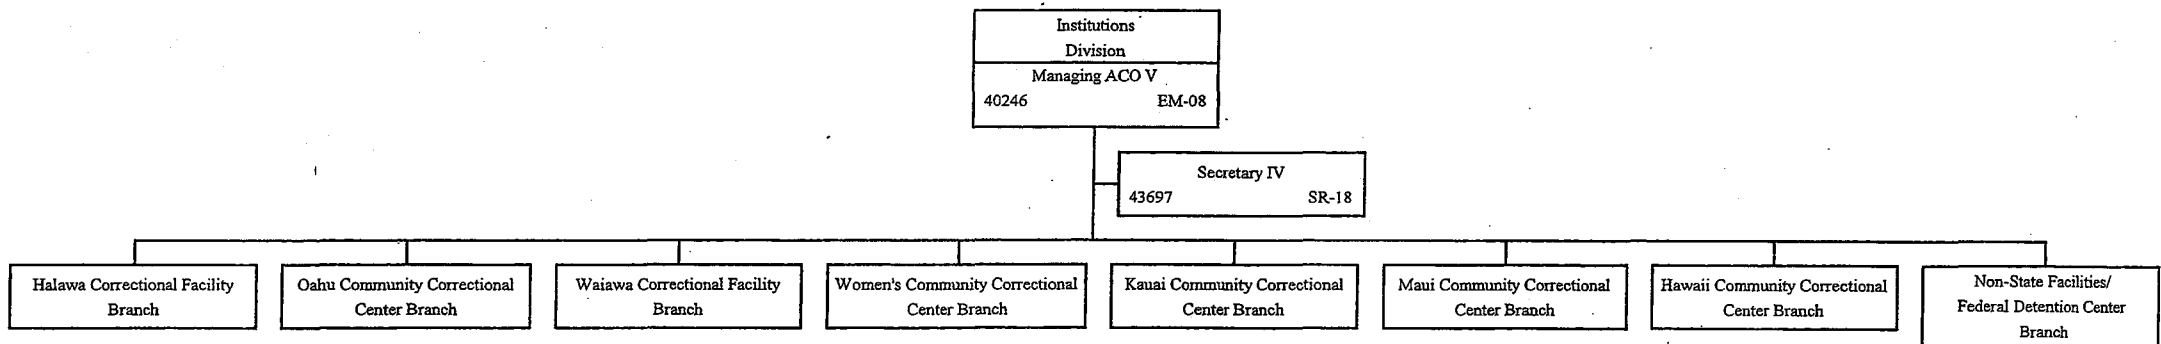 Institutions
Division
Managing ACO V
40246 EM-08
Secretary IV
43697 SR-18
Halawa Correctional Facility
Branch
Oahu Community Correctional
Center Branch
Waiawa Correctional Facility
Branch
Women's Community Correctional
Center Branch
Kauai Community Correctional
Center Branch
Maui Community Correctional
Center Branch
Hawaii Community Correctional
Center Branch
Non-State Facilities/
Federal Detention Center
Branch